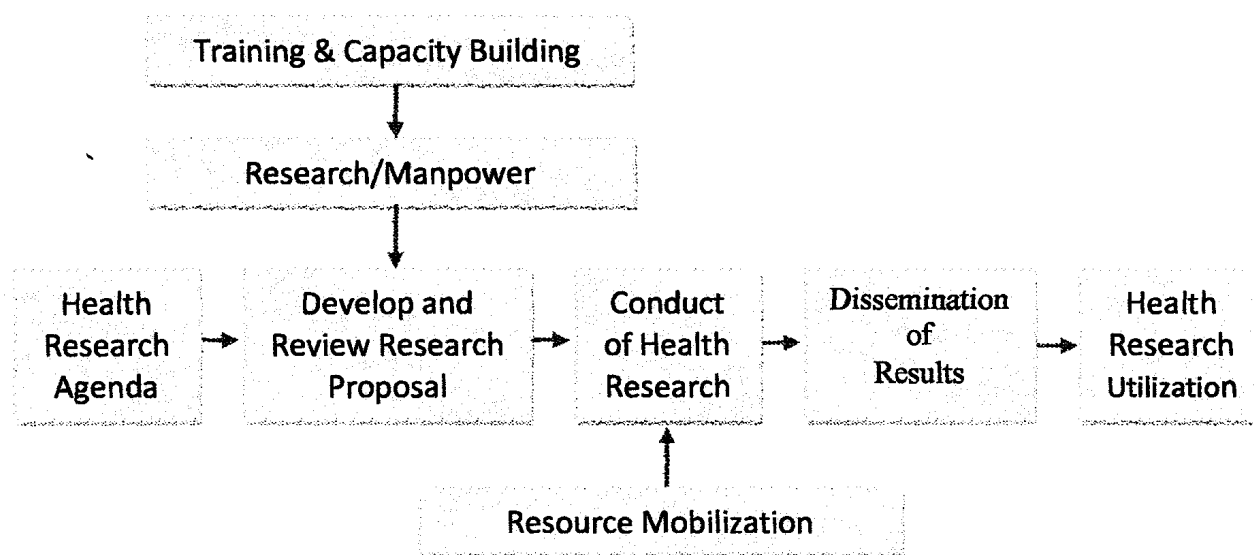 Training & Capacity Building
Research/Manpower
Health
Research
Agenda
Develop and
Review Research
Proposal
Conduct
of Health
Research
Dissemination
of
Results
Health
Research
Utilization
Resource Mobilization